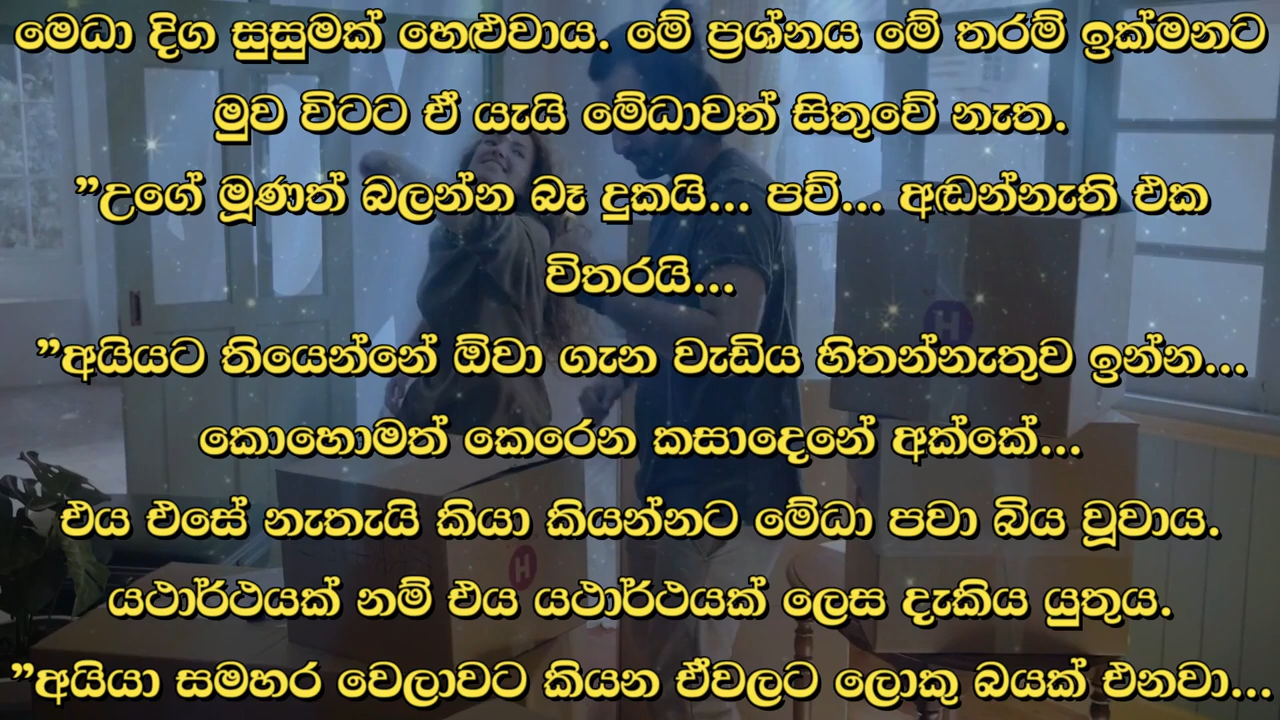 මෙධා දිග සුසුමක් හෙළුවාය. මේ ප්‍රශ්නය මේ තරම් ඉක්මනට
මුව විටට ඒ යැයි මේධාවත් සිතුවේ නැත.
”උගේ මූණත් බලන්න බෑ දුකයි... පව්... අඬන්නැති එක
විතරයි...
”අයියට තියෙන්නේ ඕවා ගැන වැඩිය හිතන්නැතුව ඉන්න...
කොහොමත් කෙරෙන කසාදෙනේ අක්කේ...
එය එසේ නැතැයි කියා කියන්නට මේධා පවා බිය වූවාය.
යථාර්ථයක් නම් එය යථාර්ථයක් ලෙස දැකිය යුතුය.
”අයියා සමහර වෙලාවට කියන ඒවලට ලොකු බයක් එනවා...
H
H